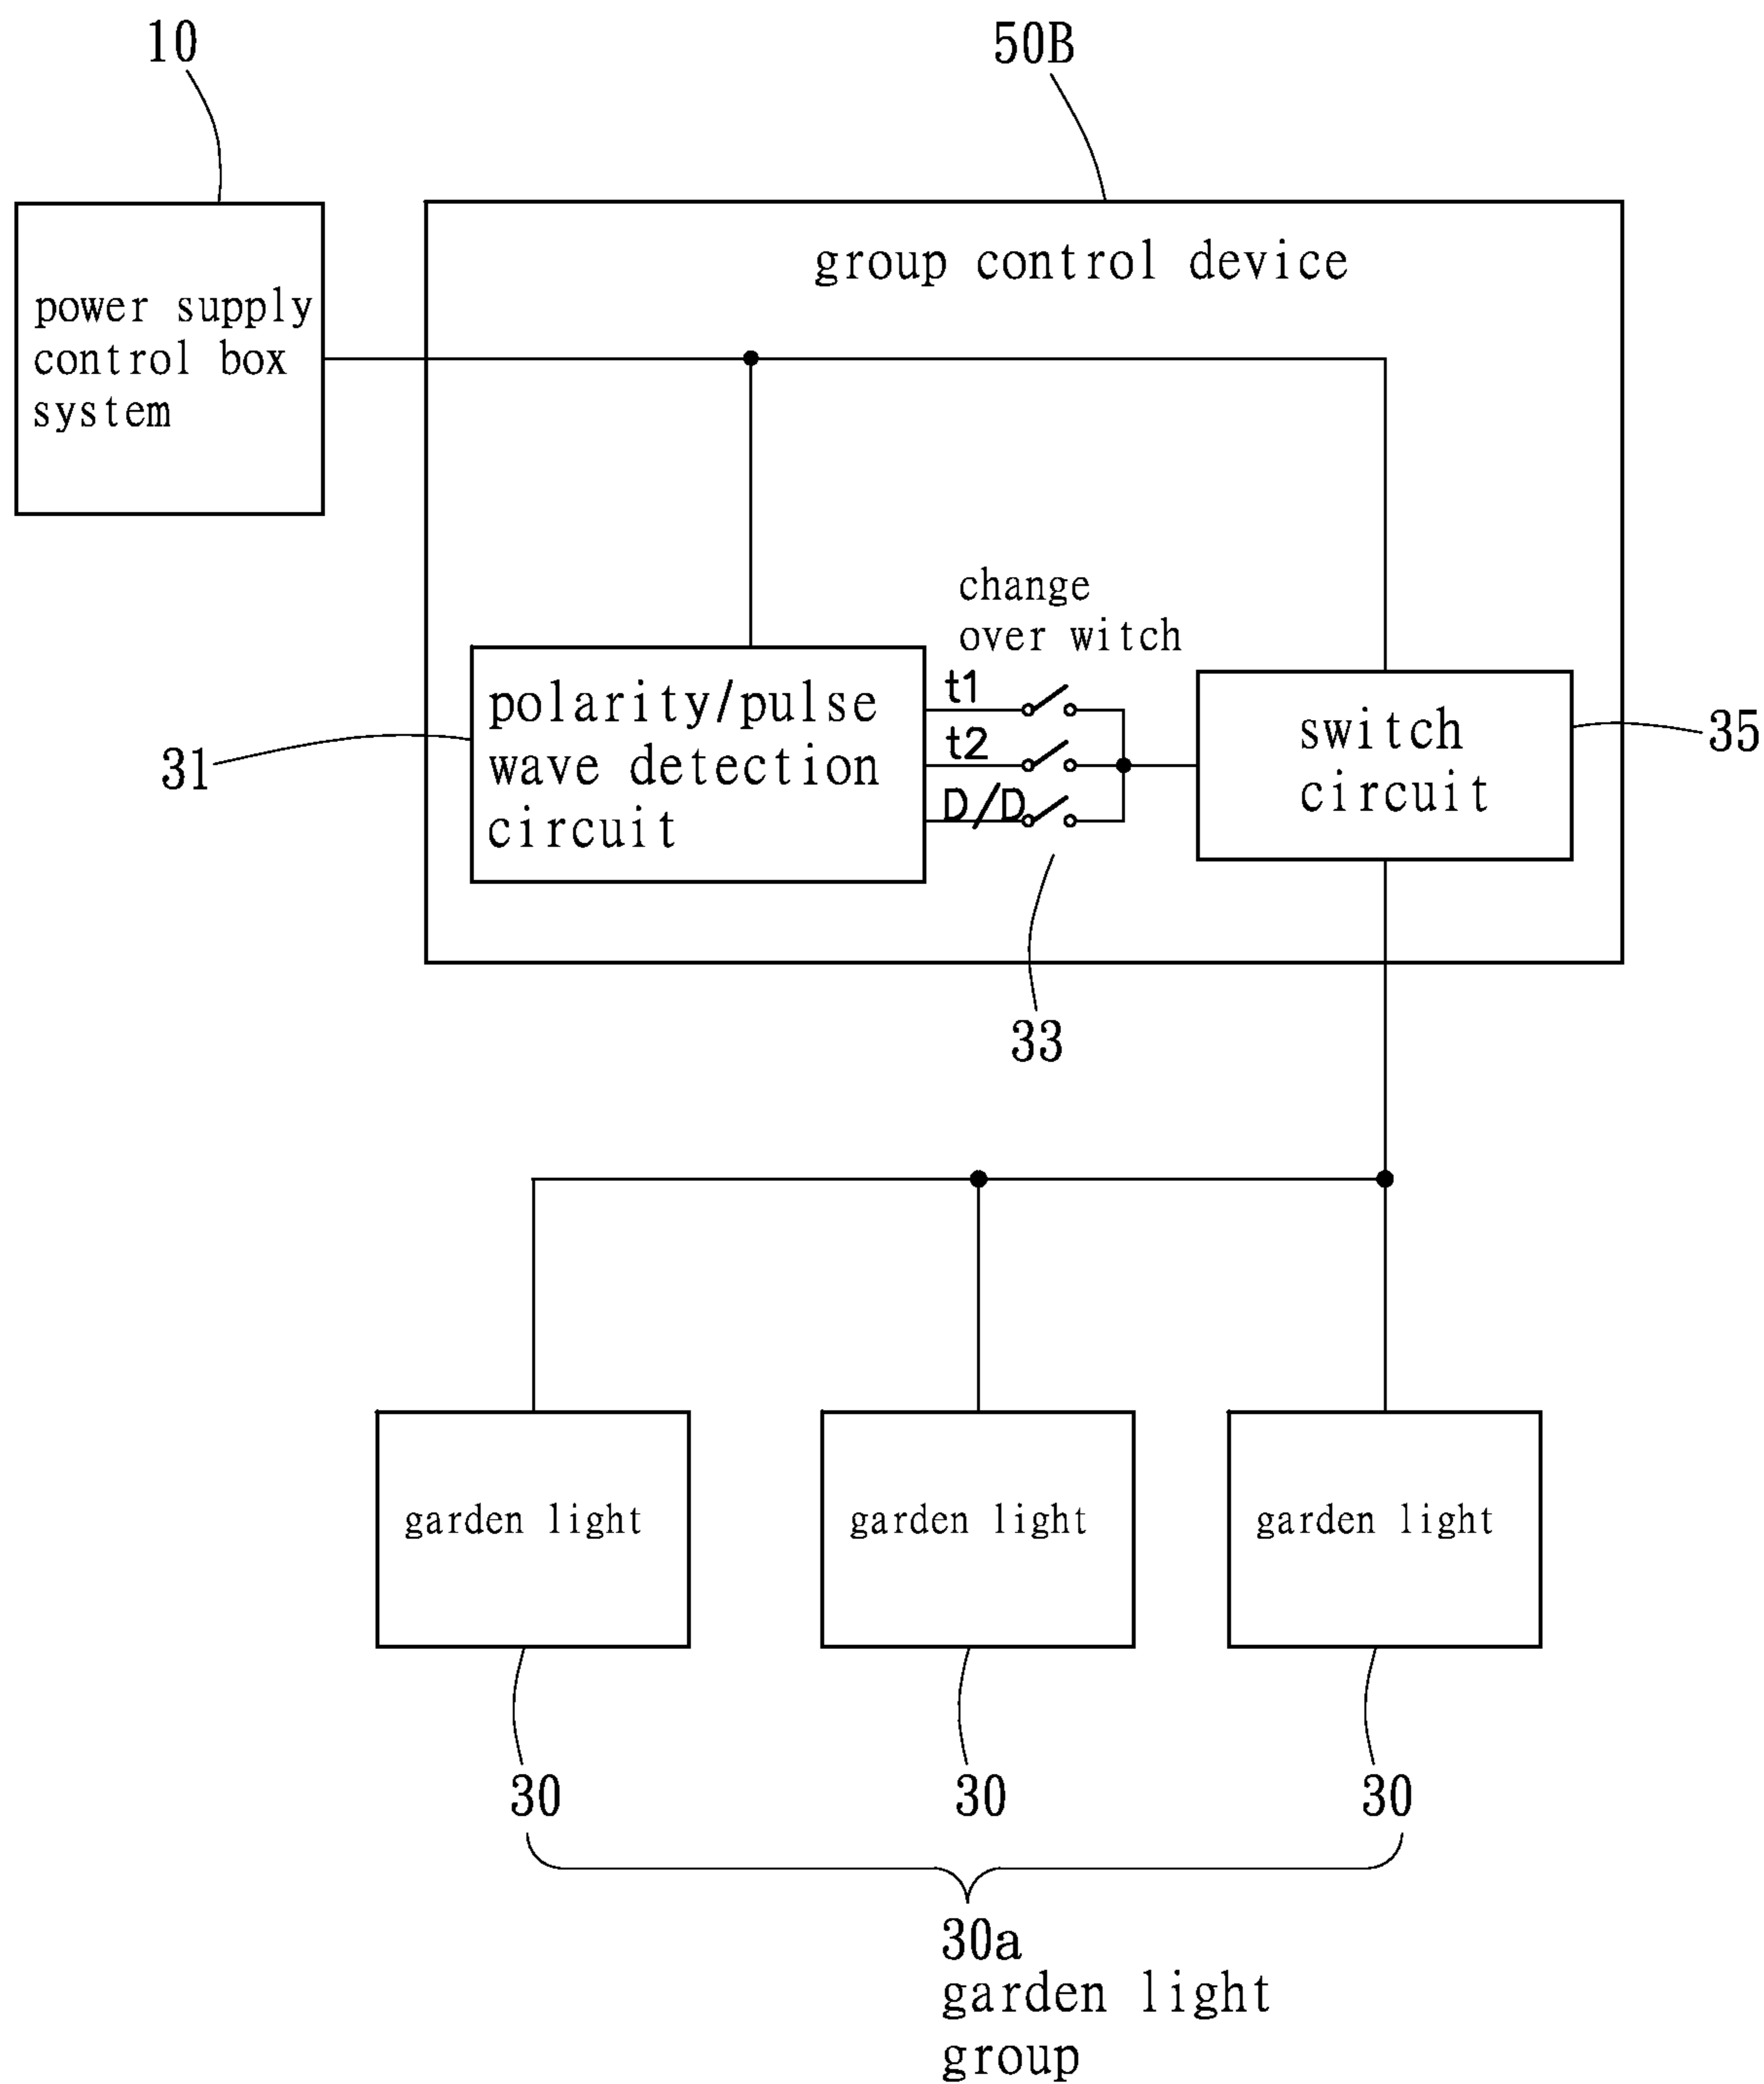 10
50B
group control device
power supply
control box
system
change
over witch
t1
t2
D/D
polarity/pulse
wave detection
circuit
switch
circuit
31
35
33
garden light
garden light
garden light
30
30
30
30a
garden light
group